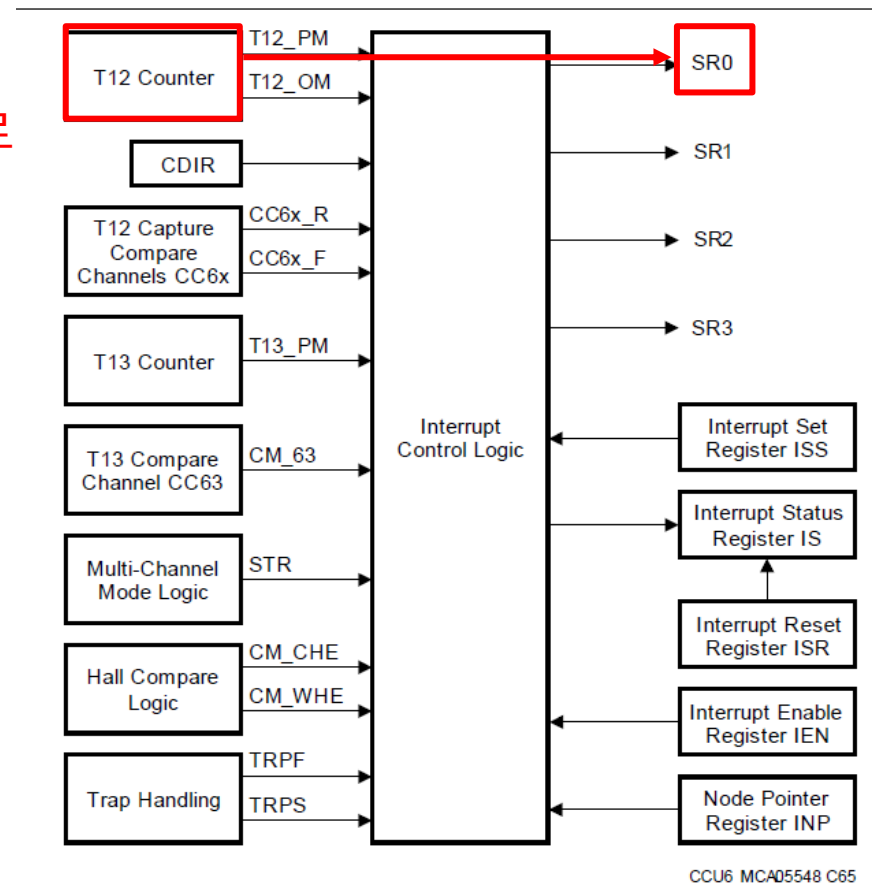 T12 Counter
T12_PM
T12_OM
SR0
로
CDIR
SR1
T12 Capture
Compare
Channels CC6x
CC6x_R
CC6x_F
SR2
T13 Counter
T13_PM
SR3
Interrupt
Control Logic
Interrupt Set
Register ISS
T13 Compare
Channel CC63
CM_63
Interrupt Status
Register IS
Multi-Channel
Mode Logic
STR
Interrupt Reset
Register ISR
Hall Compare
Logic
CM_CHE
CM_WHE
Interrupt Enable
Register IEN
Trap Handling
TRPF
TRPS
Node Pointer
Register INP
CCU6_MCA05548 C65